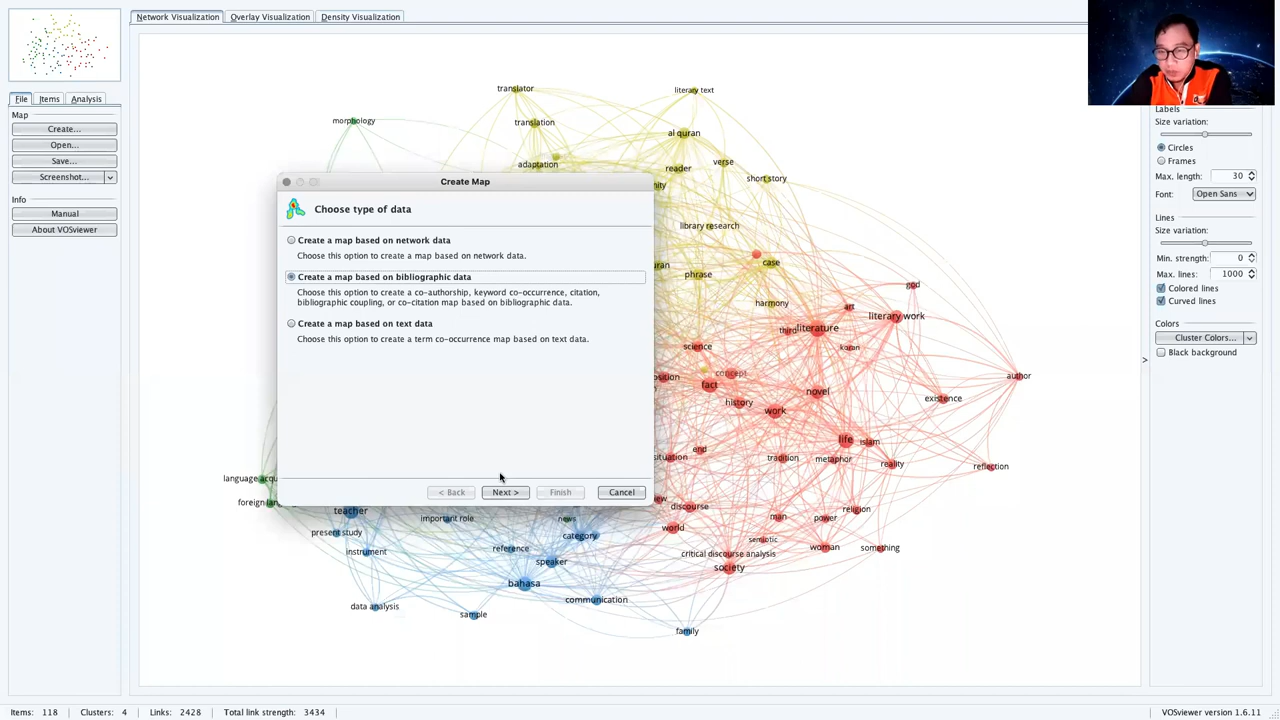 Network Visualization
Overlay Visualization
Density Visualization
File
Items
Analysis
Map
Create...
Open...
Save...
Screenshot...
Info
Manual
About VOSviewer
translator
literary text
morphology
translation
al quran
adaptation
reader
verse
short story
library research
case
phrase
harmony
god
art
third
literature
literary work
koran
science
concept
fact
author
novel
existence
history
work
life
islam
end
tradition
metaphor
reality
reflection
discourse
religion
man
power
world
semiotic
woman
something
critical discourse analysis
society
teacher
important role
news
present study
category
instrument
reference
speaker
bahasa
communication
data analysis
sample
family
Create Map
Choose type of data
Create a map based on network data
Choose this option to create a map based on network data.
Create a map based on bibliographic data
Choose this option to create a co-authorship, keyword co-occurrence, citation,
bibliographic coupling, or co-citation map based on bibliographic data.
Create a map based on text data
Choose this option to create a term co-occurrence map based on text data.
< Back
Next >
Finish
Cancel
Labels
Size variation:
Circles
Frames
Max. length: 30
Font: Open Sans
Lines
Size variation:
Min. strength: 0
Max. lines: 1000
Colored lines
Curved lines
Colors
Cluster Colors...
Black background
Items: 118 Clusters: 4 Links: 2428 Total link strength: 3434
VOSviewer version 1.6.11